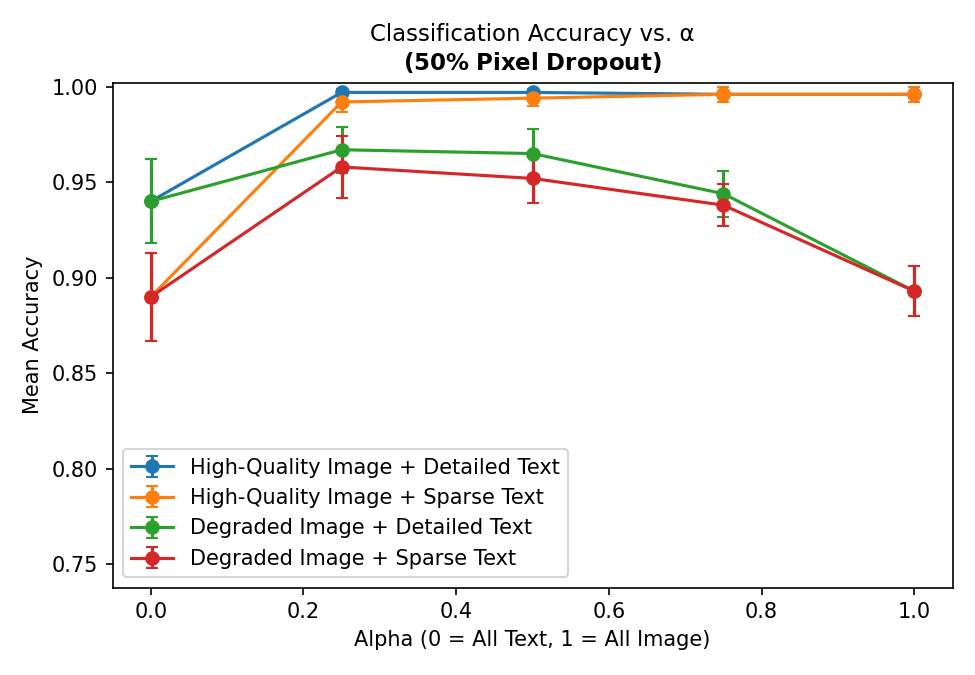 Classification Accuracy vs. α
(50% Pixel Dropout)
1.00
0.95
0.90
0.85
0.80
0.75
Mean Accuracy
High-Quality Image + Detailed Text
High-Quality Image + Sparse Text
Degraded Image + Detailed Text
Degraded Image + Sparse Text
0.0
0.2
0.4
0.6
0.8
1.0
Alpha (0 = All Text, 1 = All Image)